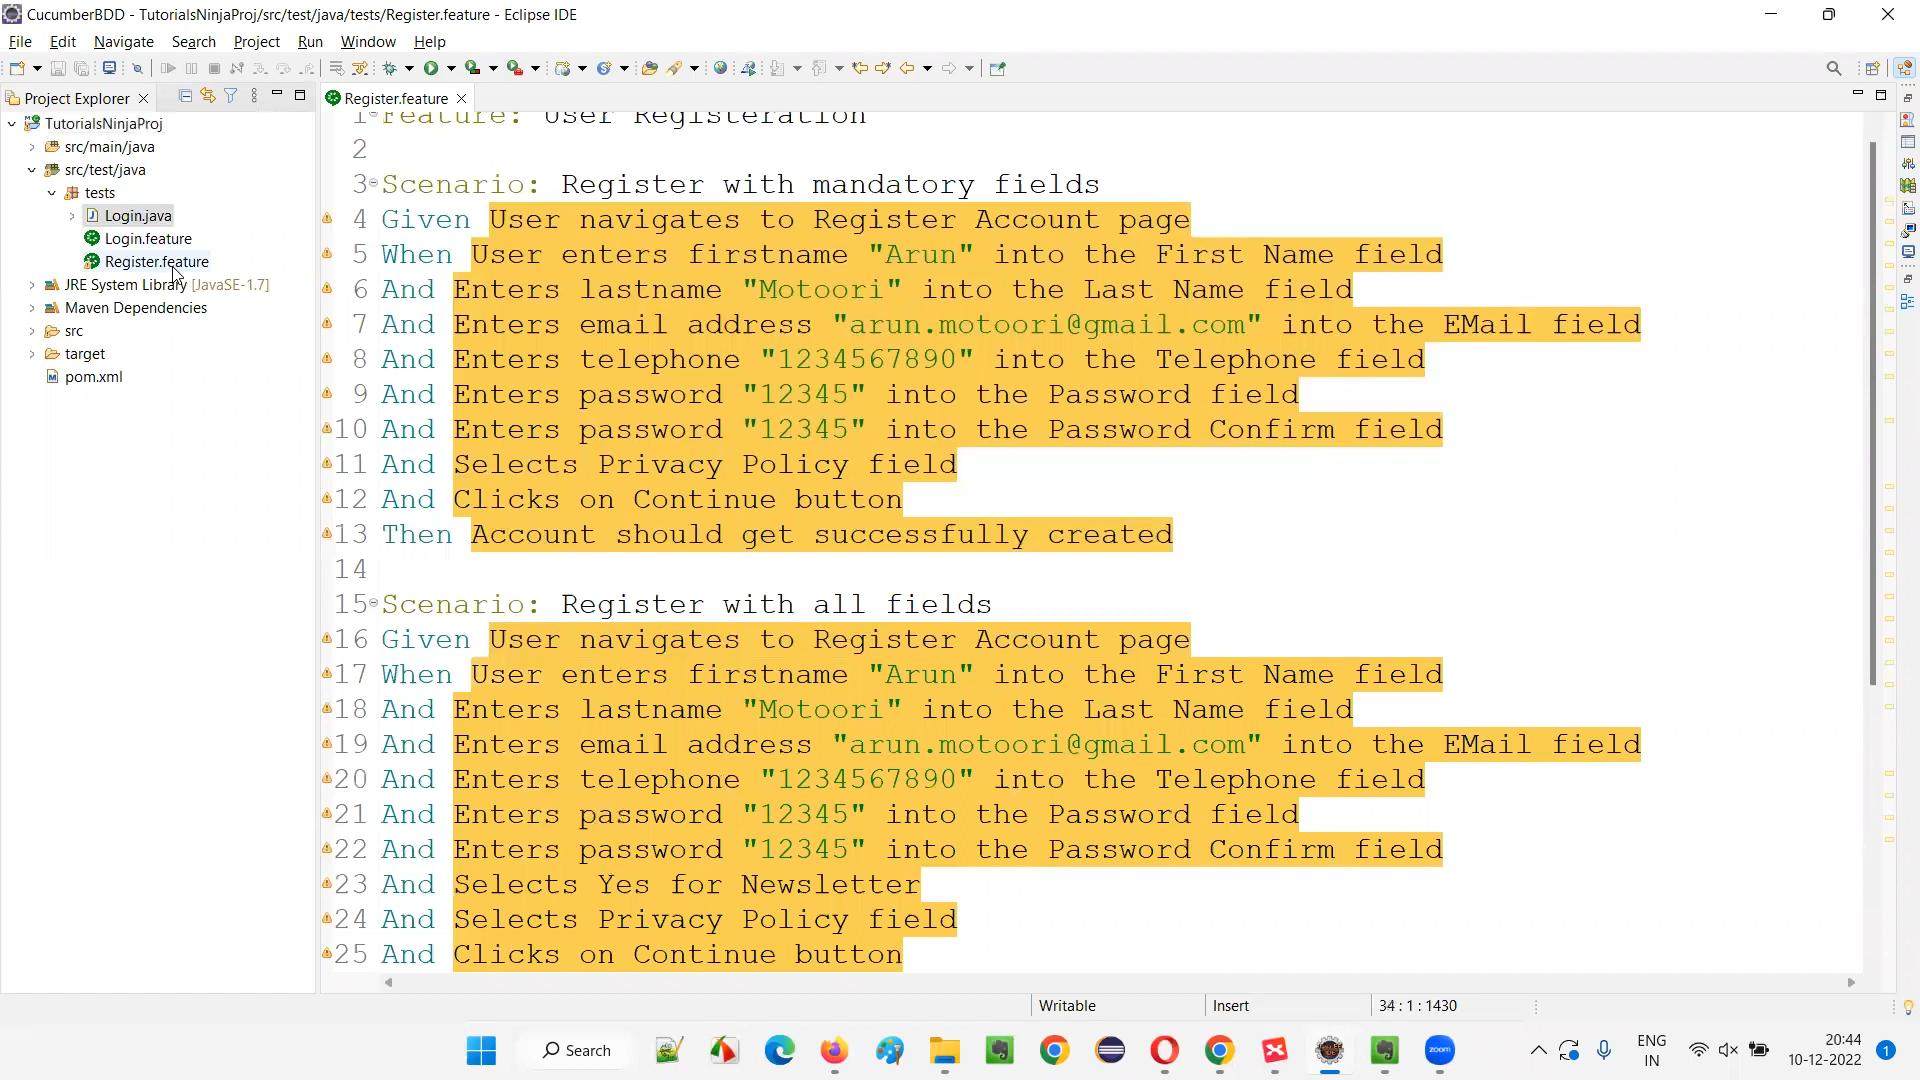 CucumberBDD - TutorialsNinjaProj/src/test/java/tests/Register.feature - Eclipse IDE
File Edit Navigate Search Project Run Window Help
Project Explorer
Register.feature
TutorialsNinjaProj
src/main/java
src/test/java
tests
Login.java
Login.feature
Register.feature
JRE System Library [JavaSE-1.7]
Maven Dependencies
src
target
pom.xml
1 Feature: User Registeration
2
3 Scenario: Register with mandatory fields
4 Given User navigates to Register Account page
5 When User enters firstname "Arun" into the First Name field
6 And Enters lastname "Motoori" into the Last Name field
7 And Enters email address "arun.motoori@gmail.com" into the EMail field
8 And Enters telephone "1234567890" into the Telephone field
9 And Enters password "12345" into the Password field
10 And Enters password "12345" into the Password Confirm field
11 And Selects Privacy Policy field
12 And Clicks on Continue button
13 Then Account should get successfully created
14
15 Scenario: Register with all fields
16 Given User navigates to Register Account page
17 When User enters firstname "Arun" into the First Name field
18 And Enters lastname "Motoori" into the Last Name field
19 And Enters email address "arun.motoori@gmail.com" into the EMail field
20 And Enters telephone "1234567890" into the Telephone field
21 And Enters password "12345" into the Password field
22 And Enters password "12345" into the Password Confirm field
23 And Selects Yes for Newsletter
24 And Selects Privacy Policy field
25 And Clicks on Continue button
Writable Insert 34 : 1 : 1430
Search
zoom
ENG
IN
20:44
10-12-2022
1